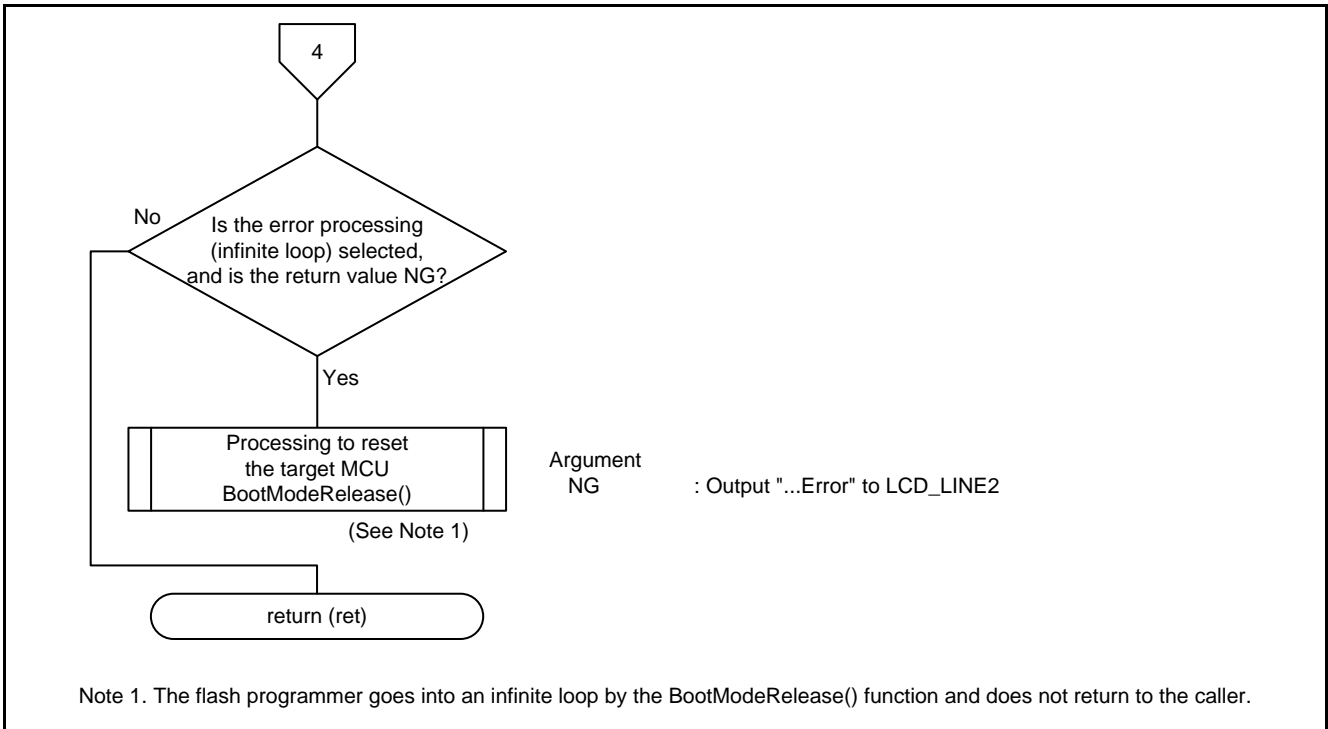 4
No
Is the error processing
(infinite loop) selected,
and is the return value NG?
Yes
Processing to reset
the target MCU
BootModeRelease()
Argument
NG : Output "...Error" to LCD_LINE2
(See Note 1)
return (ret)
Note 1. The flash programmer goes into an infinite loop by the BootModeRelease() function and does not return to the caller.